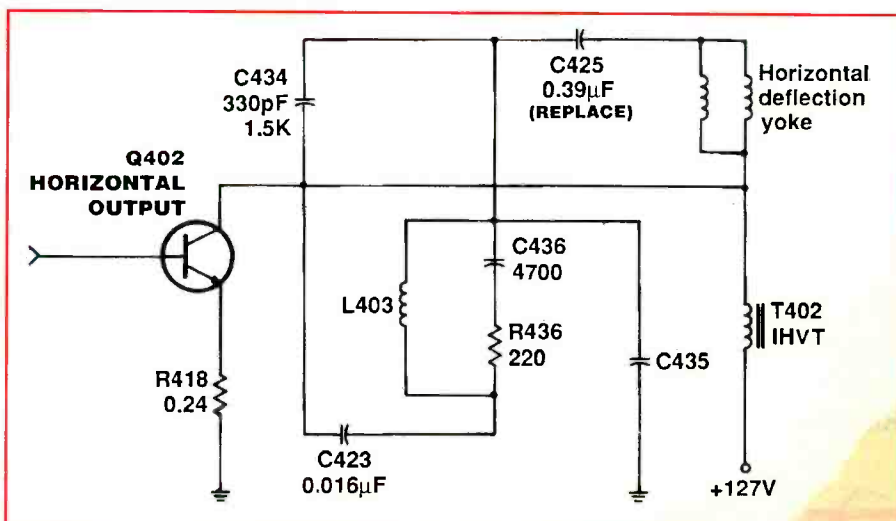 C434
330pF
1.5K
C425
0.39µF
(REPLACE)
Horizontal
deflection
yoke
Q402
HORIZONTAL
OUTPUT
L403
C436
4700
R436
220
C435
T402
IHVT
R418
0.24
C423
0.016µF
+127V